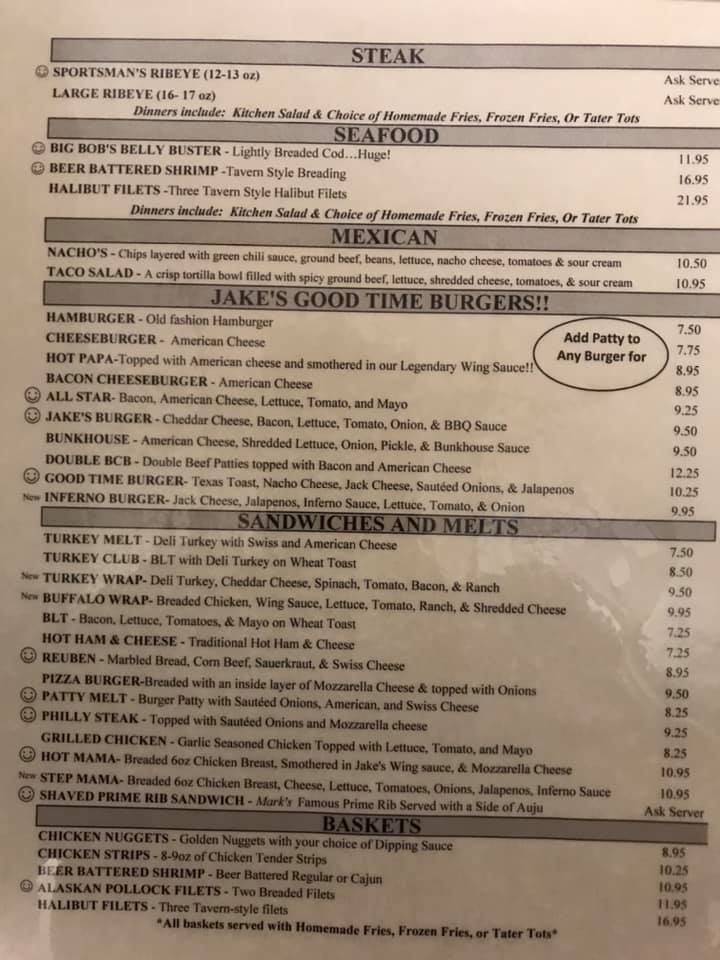 STEAK
SPORTSMAN'S RIBEYE (12-13 oz) Ask Serve
LARGE RIBEYE (16- 17 oz) Ask Serve
Dinners include: Kitchen Salad & Choice of Homemade Fries, Frozen Fries, Or Tater Tots
SEAFOOD
BIG BOB'S BELLY BUSTER - Lightly Breaded Cod…Huge! 11.95
BEER BATTERED SHRIMP -Tavern Style Breading 16.95
HALIBUT FILETS -Three Tavern Style Halibut Filets 21.95
Dinners include: Kitchen Salad & Choice of Homemade Fries, Frozen Fries, Or Tater Tots
MEXICAN
NACHO'S - Chips layered with green chili sauce, ground beef, beans, lettuce, nacho cheese, tomatoes & sour cream 10.50
TACO SALAD - A crisp tortilla bowl filled with spicy ground beef, lettuce, shredded cheese, tomatoes, & sour cream 10.95
JAKE'S GOOD TIME BURGERS!!
HAMBURGER - Old fashion Hamburger 7.50
CHEESEBURGER - American Cheese 7.75
HOT PAPA-Topped with American cheese and smothered in our Legendary Wing Sauce!! 8.95
Add Patty to
Any Burger for
BACON CHEESEBURGER - American Cheese 8.95
ALL STAR- Bacon, American Cheese, Lettuce, Tomato, and Mayo 9.25
JAKE'S BURGER - Cheddar Cheese, Bacon, Lettuce, Tomato, Onion, & BBQ Sauce 9.50
BUNKHOUSE - American Cheese, Shredded Lettuce, Onion, Pickle, & Bunkhouse Sauce 9.50
DOUBLE BCB - Double Beef Patties topped with Bacon and American Cheese 12.25
GOOD TIME BURGER- Texas Toast, Nacho Cheese, Jack Cheese, Sautéed Onions, & Jalapenos 10.25
New INFERNO BURGER- Jack Cheese, Jalapenos, Inferno Sauce, Lettuce, Tomato, & Onion 9.95
SANDWICHES AND MELTS
TURKEY MELT - Deli Turkey with Swiss and American Cheese 7.50
TURKEY CLUB - BLT with Deli Turkey on Wheat Toast 8.50
New TURKEY WRAP- Deli Turkey, Cheddar Cheese, Spinach, Tomato, Bacon, & Ranch 9.50
New BUFFALO WRAP- Breaded Chicken, Wing Sauce, Lettuce, Tomato, Ranch, & Shredded Cheese 9.95
BLT - Bacon, Lettuce, Tomatoes, & Mayo on Wheat Toast 7.25
HOT HAM & CHEESE - Traditional Hot Ham & Cheese 7.25
REUBEN - Marbled Bread, Corn Beef, Sauerkraut, & Swiss Cheese 8.95
PIZZA BURGER-Breaded with an inside layer of Mozzarella Cheese & topped with Onions 9.50
PATTY MELT - Burger Patty with Sautéed Onions, American, and Swiss Cheese 8.25
PHILLY STEAK - Topped with Sautéed Onions and Mozzarella cheese 9.25
GRILLED CHICKEN - Garlic Seasoned Chicken Topped with Lettuce, Tomato, and Mayo 8.25
HOT MAMA- Breaded 6oz Chicken Breast, Smothered in Jake's Wing sauce, & Mozzarella Cheese 10.95
New STEP MAMA- Breaded 6oz Chicken Breast, Cheese, Lettuce, Tomatoes, Onions, Jalapenos, Inferno Sauce 10.95
SHAVED PRIME RIB SANDWICH - Mark's Famous Prime Rib Served with a Side of Auju Ask Server
BASKETS
CHICKEN NUGGETS - Golden Nuggets with your choice of Dipping Sauce 8.95
CHICKEN STRIPS - 8-9oz of Chicken Tender Strips 10.25
BEER BATTERED SHRIMP - Beer Battered Regular or Cajun 10.95
ALASKAN POLLOCK FILETS - Two Breaded Filets 11.95
HALIBUT FILETS - Three Tavern-style filets 16.95
*All baskets served with Homemade Fries, Frozen Fries, or Tater Tots*